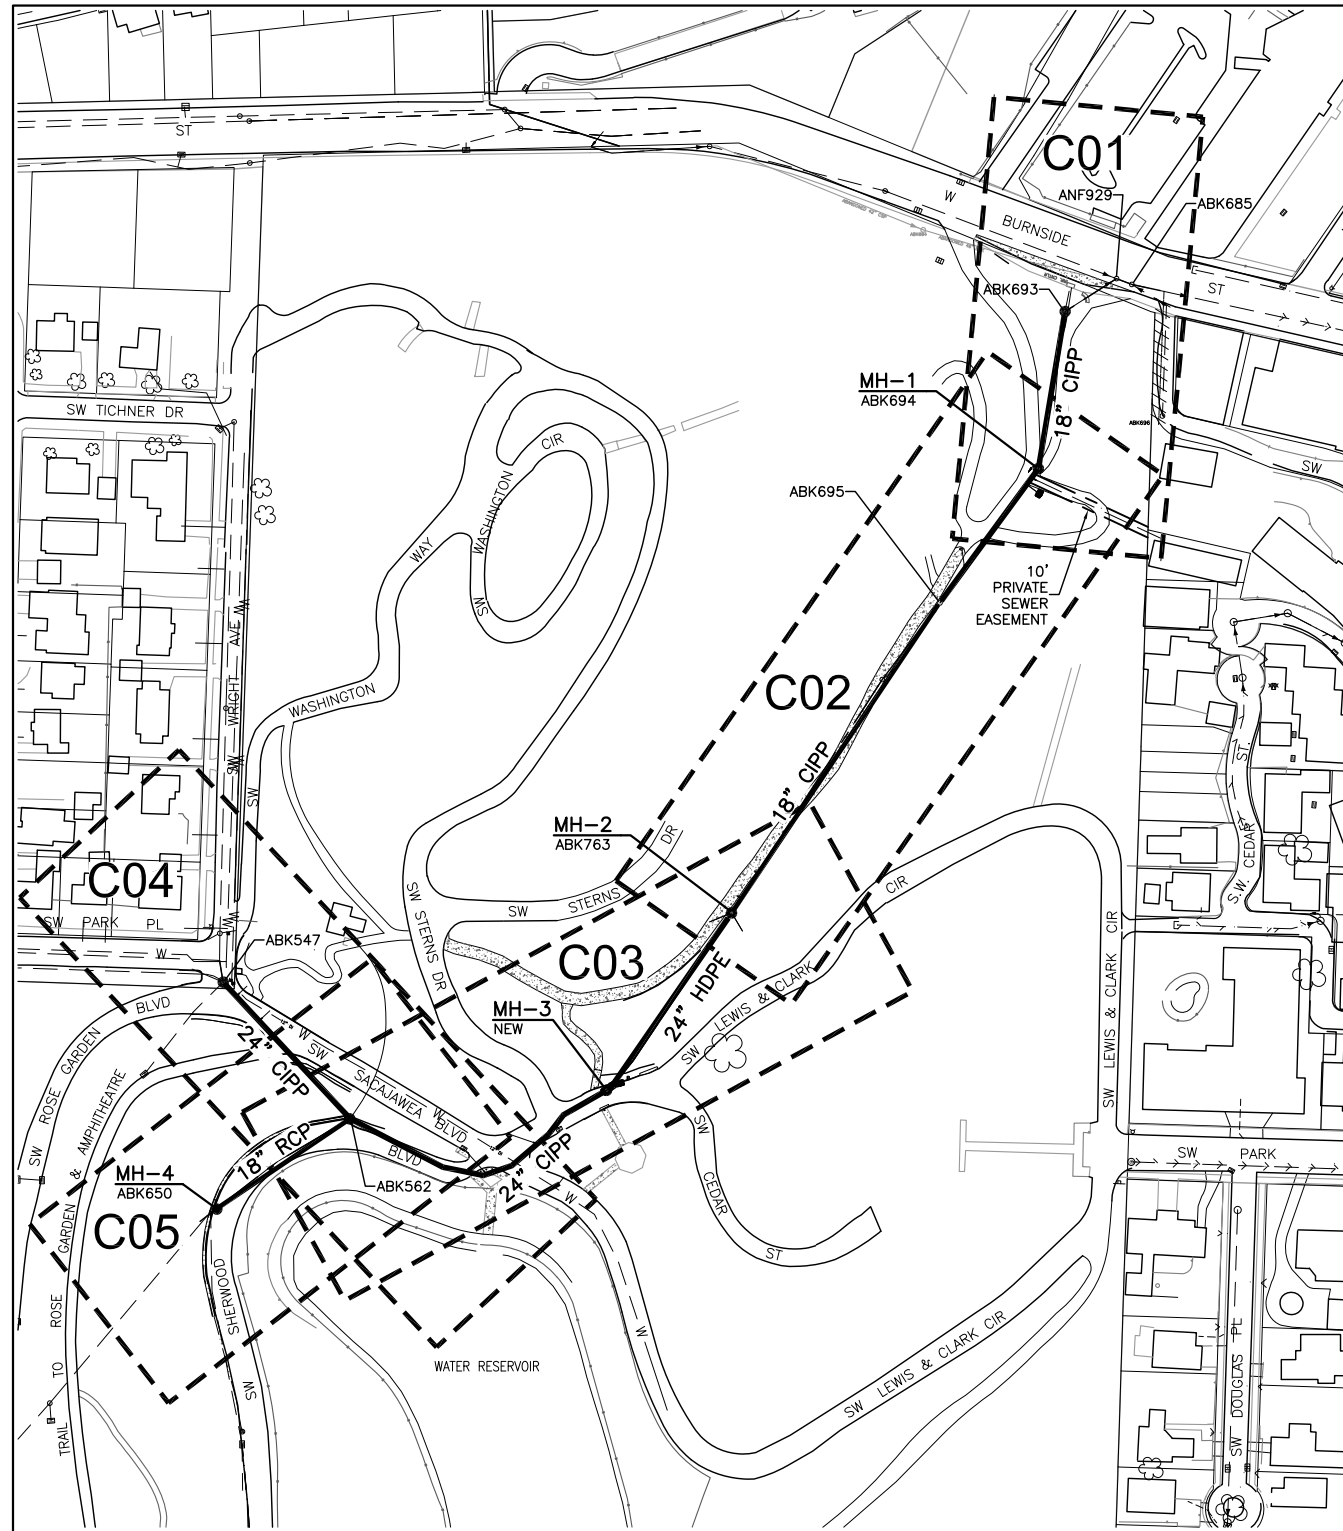 ST
C01
ANF929
W
BURNSIDE
ABK685
ABK693
ST
SW TICHNER DR
MH-1
ABK694
18" CIPP
ABK696
SW
CIR
WASHINGTON
WAY
SW
ABK695
10'
PRIVATE
SEWER
EASEMENT
SW WRIGHT AVE
W
C02
WASHINGTON
SW
18" CIPP
ST.
S.W. CEDAR
MH-2
ABK763
DR
STERNS
SW
C04
CIR
SW PARK PL
W
W
SW STERNS DR
ABK547
C03
24" HDPE
LEWIS & CLARK
SW
SW LEWIS & CLARK CIR
MH-3
NEW
SW ROSE GARDEN BLVD
24" CIPP
W
SW
SACAJAWEA
W
BLVD
TRAIL TO ROSE GARDEN & AMPHITHEATRE
18" RCP
BLVD
24" CIPP
SW
CEDAR
ST
SW PARK
MH-4
ABK650
ABK562
W
C05
SHERWOOD
SW
W
WATER RESERVOIR
SW LEWIS & CLARK CIR
SW DOUGLAS PL